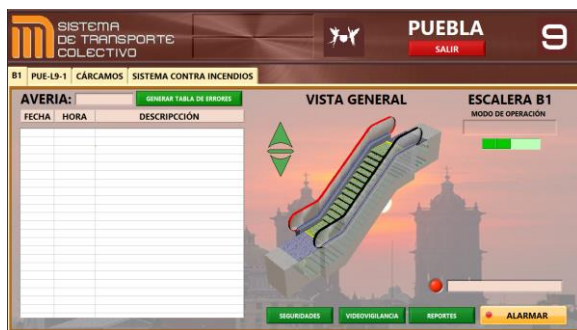 SISTEMA
DE TRANSPORTE
COLECTIVO
PUEBLA
SALIR
9
B1 PUE-L9-1 CÁRCAMOS SISTEMA CONTRA INCENDIOS
AVERIA:
GENERAR TABLA DE ERRORES
FECHA HORA DESCRIPCCIÓN
VISTA GENERAL
ESCALERA B1
MODO DE OPERACIÓN
SEGURIDADES VIDEOVIGILANCIA REPORTES ALARMAR